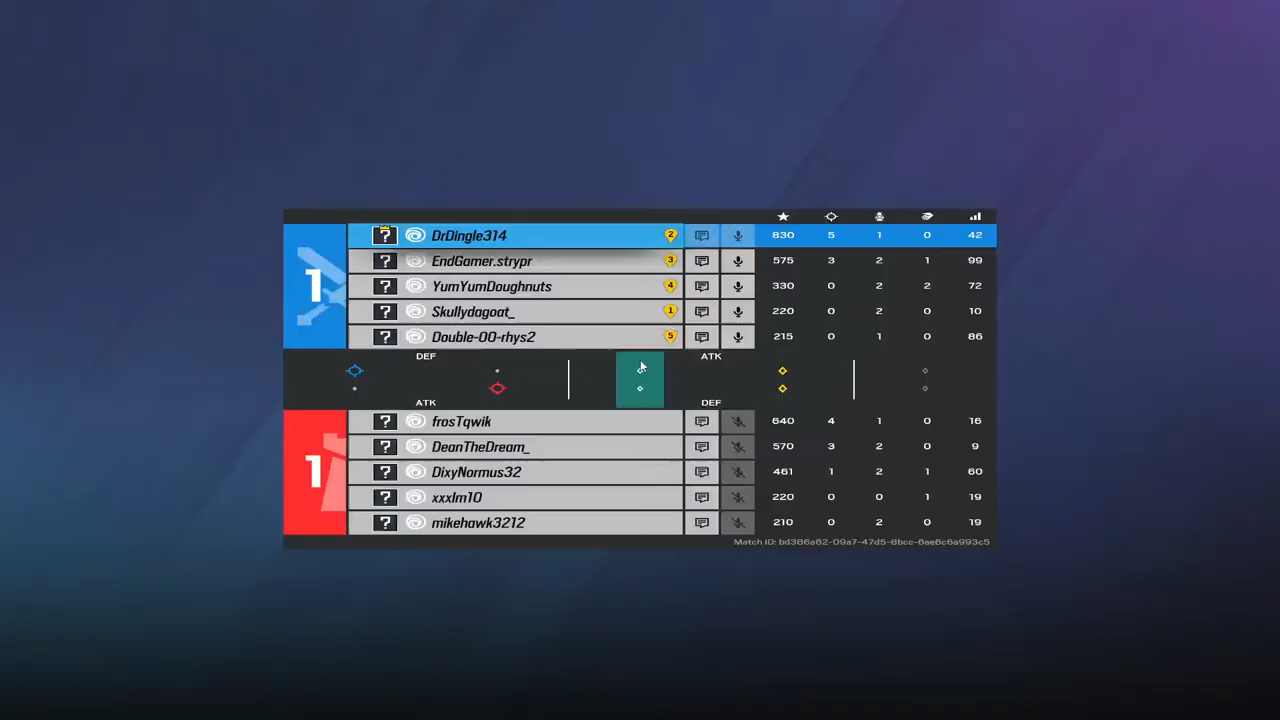 1
? DrDingle314 2 830 5 1 0 42
? EndGamer.strypr 3 575 3 2 1 99
? YumYumDoughnuts 4 330 0 2 2 72
? Skullydagoat_ 1 220 0 2 0 10
? Double-OO-rhys2 5 215 0 1 0 86
DEF ATK
ATK DEF
1
? frosTqwik 640 4 1 0 16
? DeanTheDream_ 570 3 2 0 9
? DixyNormus32 461 1 2 1 60
? xxxlm10 220 0 0 1 19
? mikehawk3212 210 0 2 0 19
Match ID: bd386a62-09a7-47d5-8bcc-6ae6c6a993c5